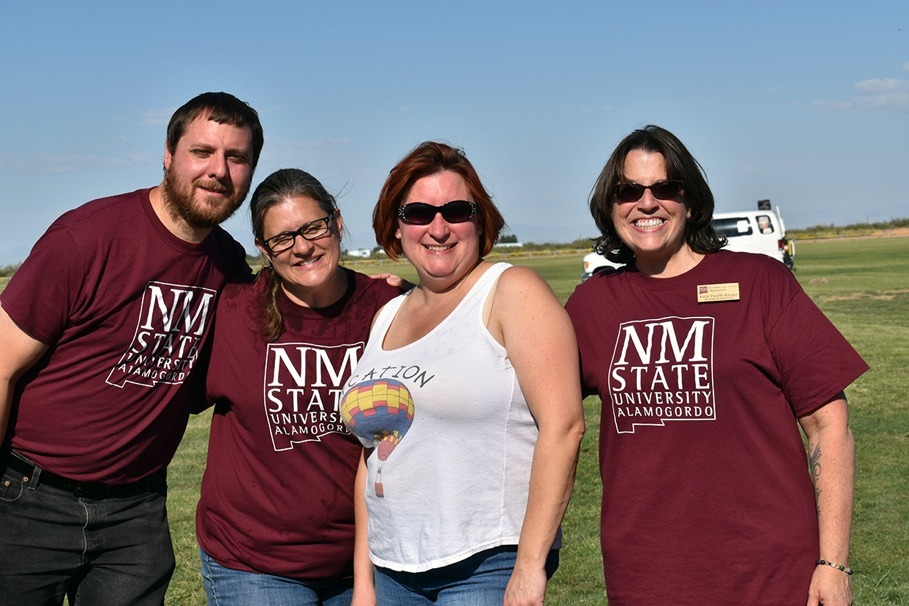 NM
STATE
UNIVERSITY
ALAMOGORDO
NM
STATE
UNIVERSITY
ALAMOGORDO
CATION
NM
STATE
UNIVERSITY
ALAMOGORDO